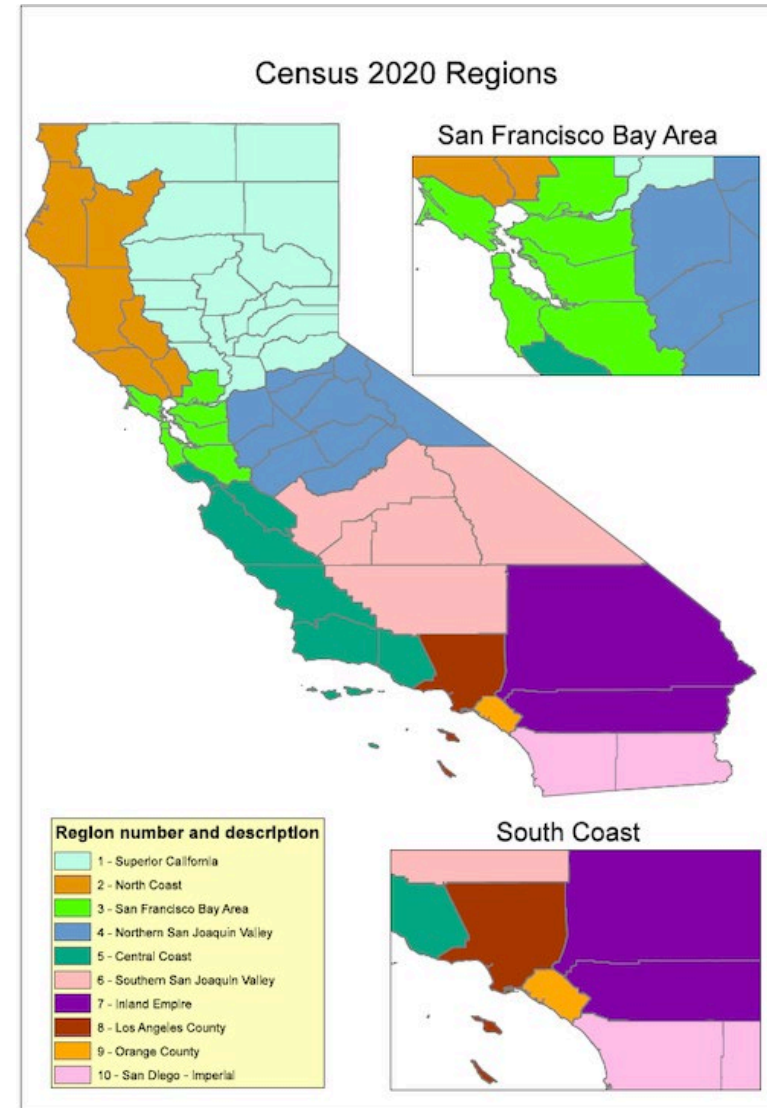 Census 2020 Regions
San Francisco Bay Area
Region number and description
1 - Superior California
2 - North Coast
3 - San Francisco Bay Area
4 - Northern San Joaquin Valley
5 - Central Coast
6 - Southern San Joaquin Valley
7 - Inland Empire
8 - Los Angeles County
9 - Orange County
10 - San Diego - Imperial
South Coast